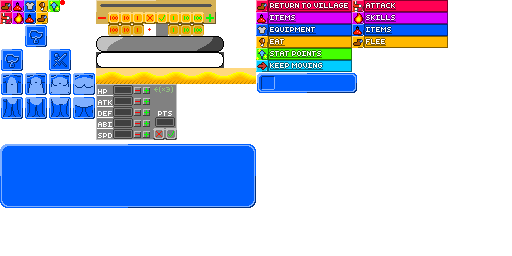 RETURN TO VILLAGE
ATTACK
ITEMS
SKILLS
EQUIPMENT
ITEMS
EAT
FLEE
STAT POINTS
KEEP MOVING
HP
ATK
DEF
PTS
ABI
SPD